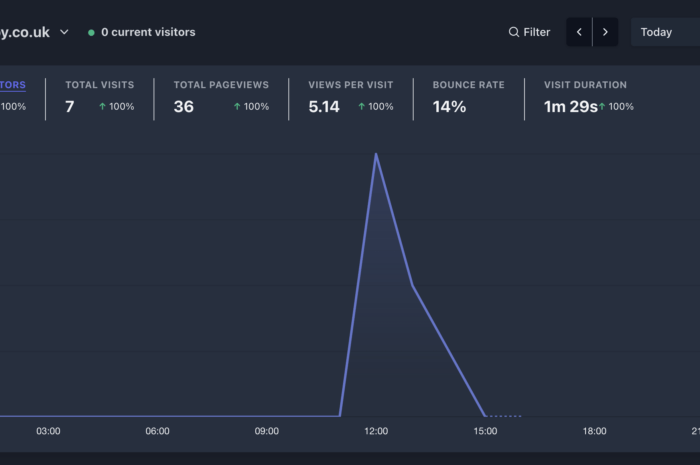 y.co.uk 0 current visitors Filter Today
TORS TOTAL VISITS TOTAL PAGEVIEWS VIEWS PER VISIT BOUNCE RATE VISIT DURATION
100% 7 ↑ 100% 36 ↑ 100% 5.14 ↑ 100% 14% 1m 29s ↑ 100%
03:00 06:00 09:00 12:00 15:00 18:00 21